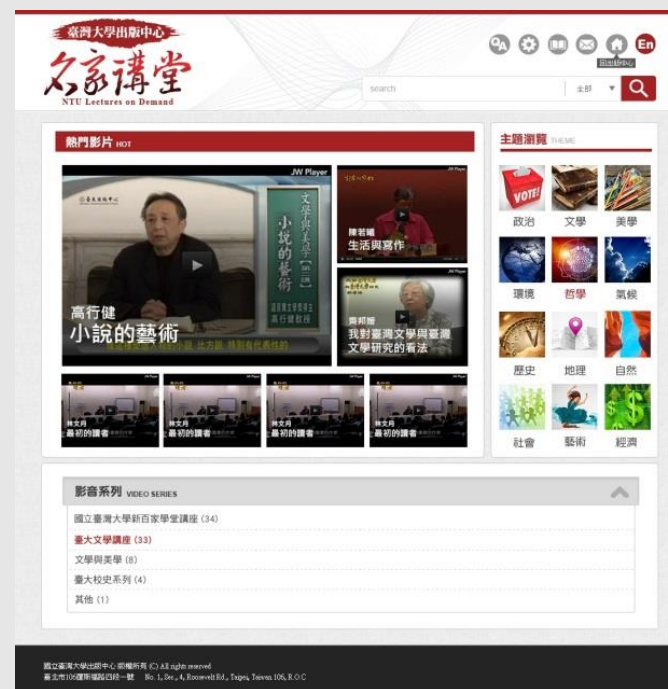 臺灣大學出版中心
名家講堂
NTU Lectures on Demand
En
回出版中心
search
全部
熱門影片 HOT
JW Player
文學與美學【第二講】
小說的藝術
高行健
小說的藝術
JW Player
陳若曦
生活與寫作
JW Player
齊邦媛
我對臺灣文學與臺灣
文學研究的看法
林文月
最初的讀者
林文月
最初的讀者
林文月
最初的讀者
林文月
最初的讀者
主題瀏覽 THEME
VOTE!
政治 文學 美學
環境 哲學 氣候
歷史 地理 自然
社會 藝術 經濟
影音系列 VIDEO SERIES
國立臺灣大學新百家學堂講座 (34)
臺大文學講座 (33)
文學與美學 (8)
臺大校史系列 (4)
其他 (1)
國立臺灣大學出版中心 版權所有 (C) All rights reserved
臺北市106羅斯福路四段一號 No. 1, Sec., 4, Roosevelt Rd., Taipei, Taiwan 106, R.O.C